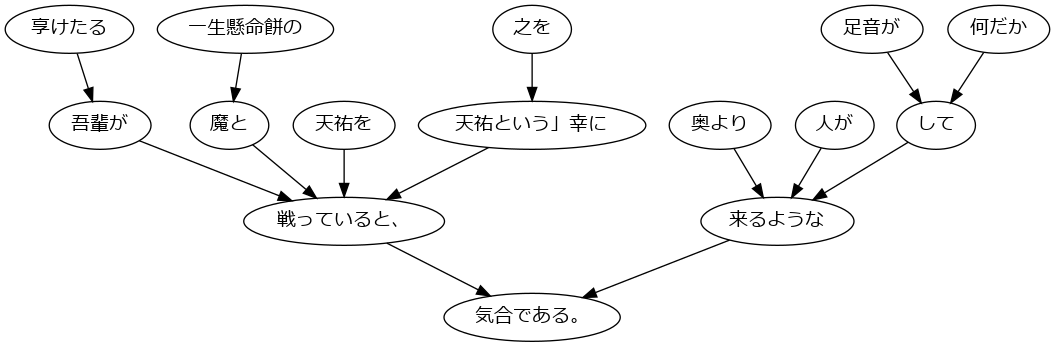 享けたる 一生懸命餅の 之を 足音が 何だか
吾輩が 魔と 天祐を 天祐という」幸に 奥より 人が して
戦っていると、 来るような
気合である。